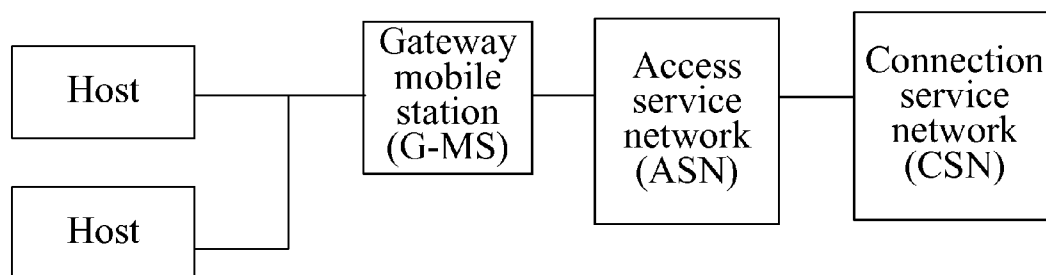 Host
Host
Gateway
mobile
station
(G-MS)
Access
service
network
(ASN)
Connection
service
network
(CSN)